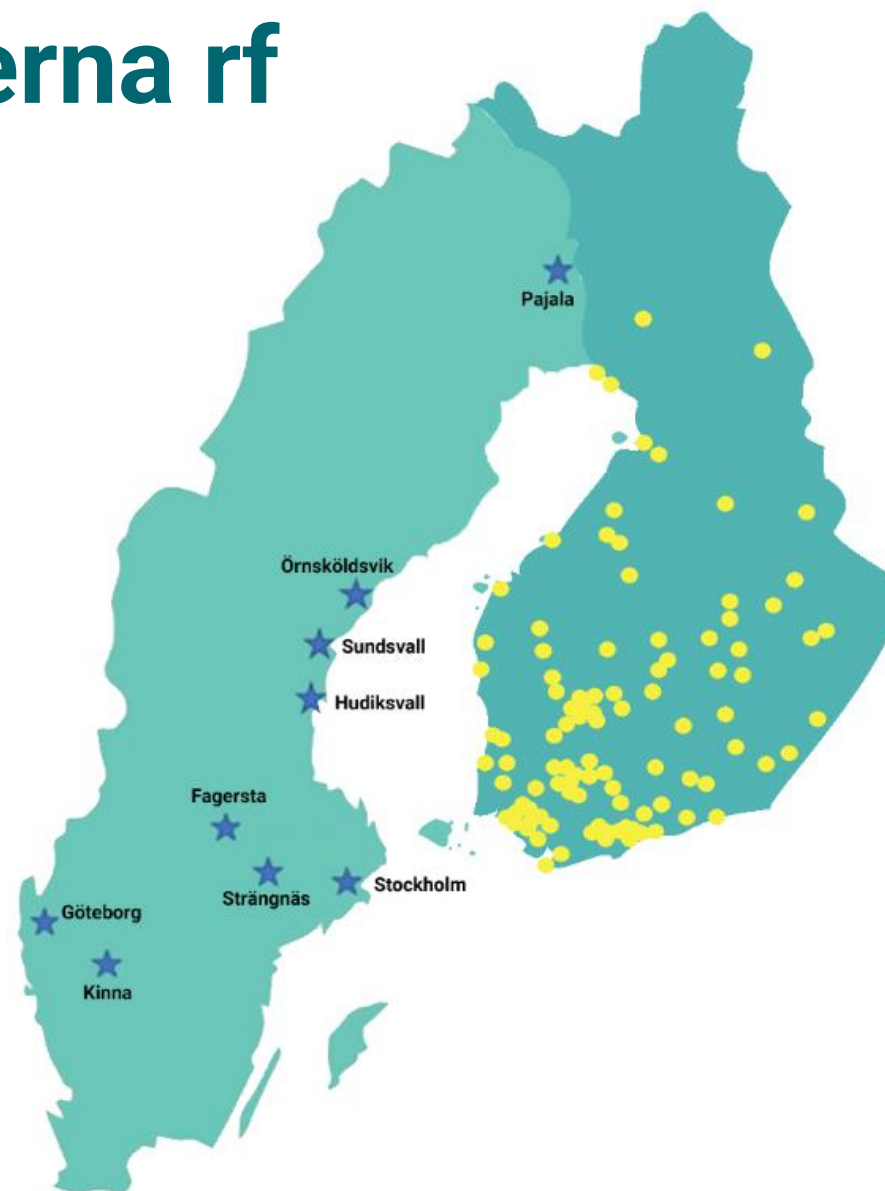 erna rf
Pajala
Örnsköldsvik
Sundsvall
Hudiksvall
Fagersta
Strängnäs
Stockholm
Göteborg
Kinna